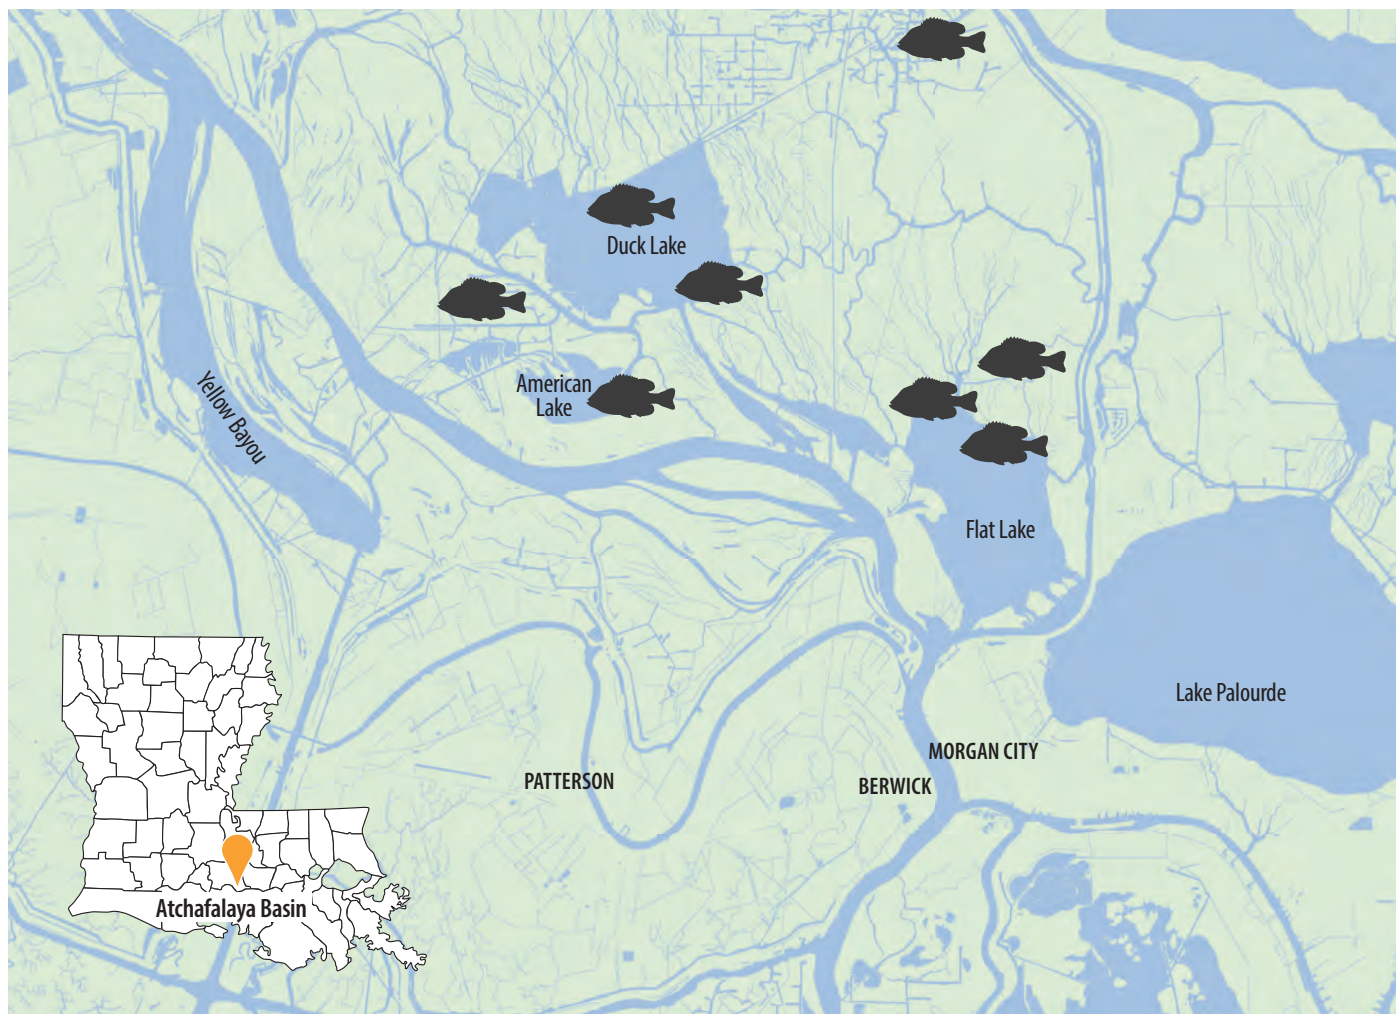 Duck Lake
American
Lake
Yellow Bayou
Flat Lake
Lake Palourde
MORGAN CITY
PATTERSON
BERWICK
Atchafalaya Basin